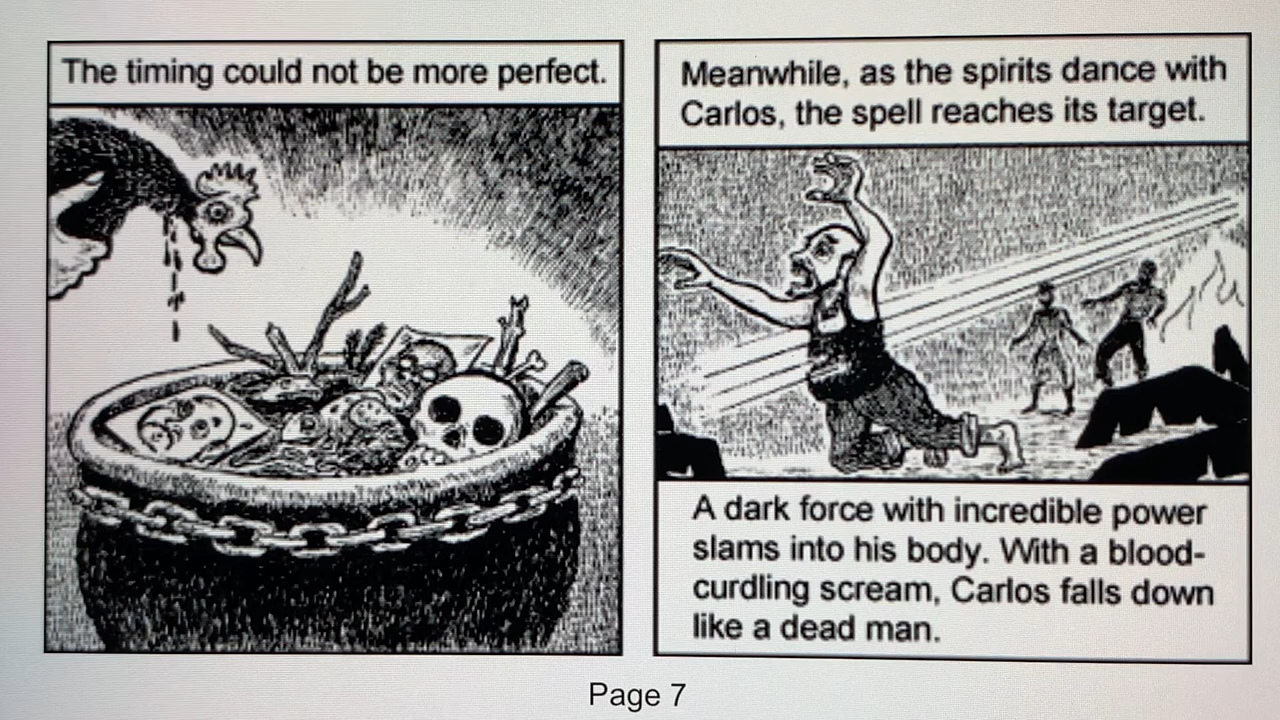 The timing could not be more perfect.
Meanwhile, as the spirits dance with
Carlos, the spell reaches its target.
A dark force with incredible power
slams into his body. With a blood-
curdling scream, Carlos falls down
like a dead man.
Page 7